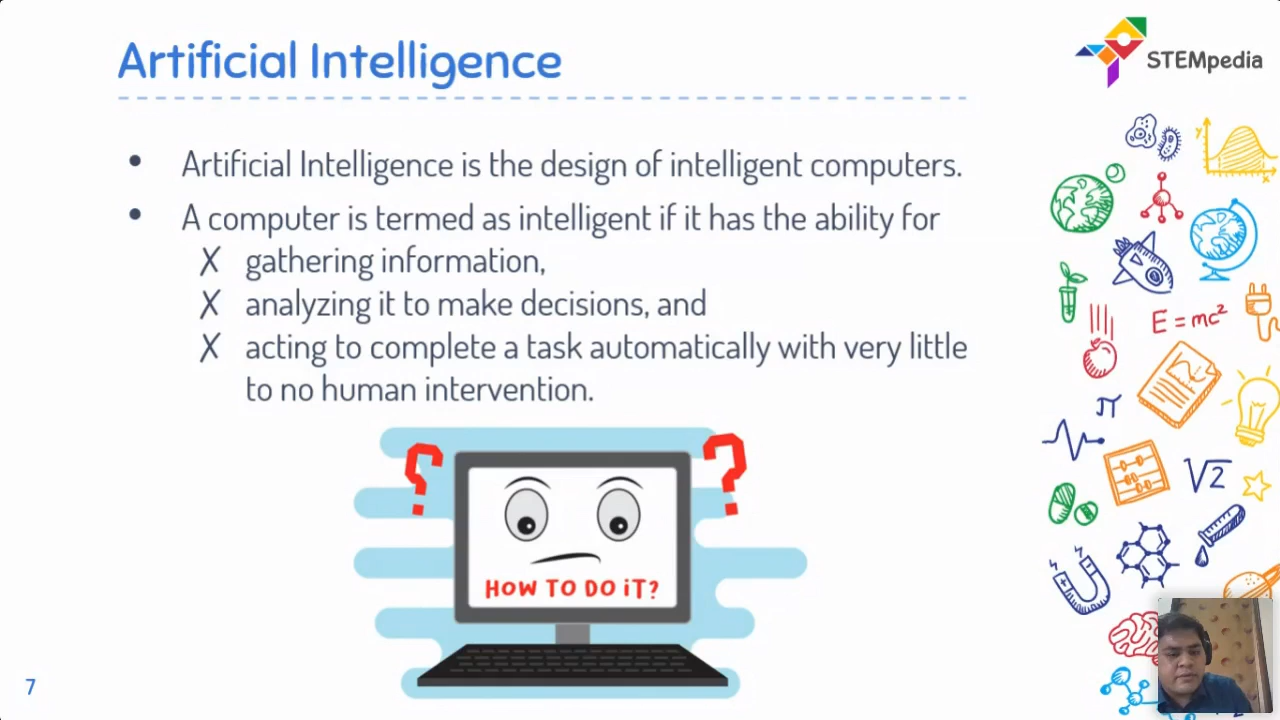 Artificial Intelligence
STEMpedia
• Artificial Intelligence is the design of intelligent computers.
• A computer is termed as intelligent if it has the ability for
✗ gathering information,
✗ analyzing it to make decisions, and
✗ acting to complete a task automatically with very little
to no human intervention.
y
x
E = mc²
π
√2
? ?
HOW TO DO iT?
7